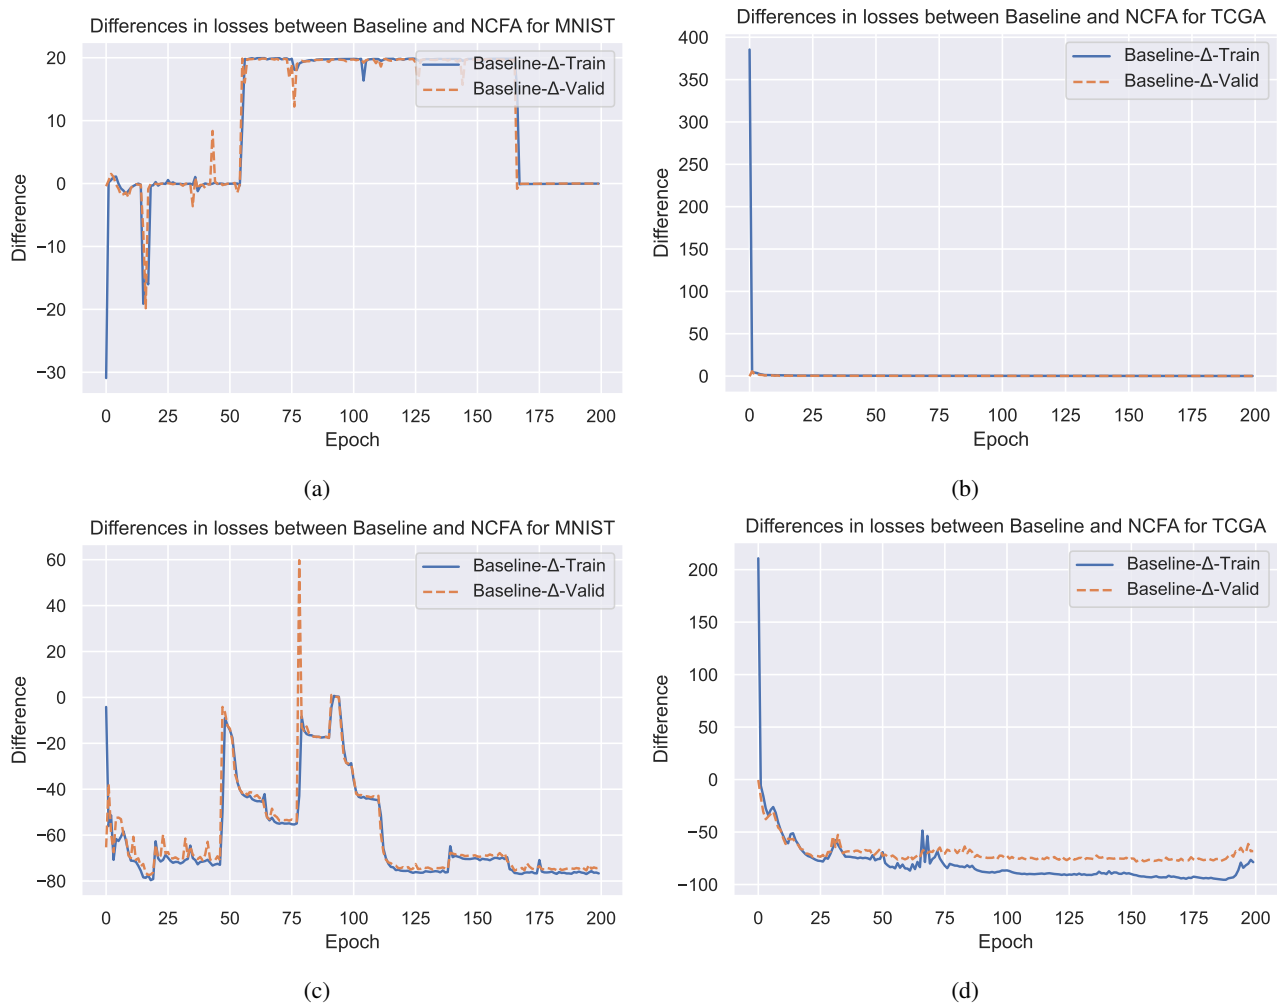 Differences in losses between Baseline and NCFA for MNIST
20
10
0
−10
−20
−30
Difference
Baseline-Δ-Train
Baseline-Δ-Valid
0 25 50 75 100 125 150 175 200
Epoch
(a)
Differences in losses between Baseline and NCFA for TCGA
400
350
300
250
200
150
100
50
0
Difference
Baseline-Δ-Train
Baseline-Δ-Valid
0 25 50 75 100 125 150 175 200
Epoch
(b)
Differences in losses between Baseline and NCFA for MNIST
60
40
20
0
−20
−40
−60
−80
Difference
Baseline-Δ-Train
Baseline-Δ-Valid
0 25 50 75 100 125 150 175 200
Epoch
(c)
Differences in losses between Baseline and NCFA for TCGA
200
150
100
50
0
−50
−100
Difference
Baseline-Δ-Train
Baseline-Δ-Valid
0 25 50 75 100 125 150 175 200
Epoch
(d)